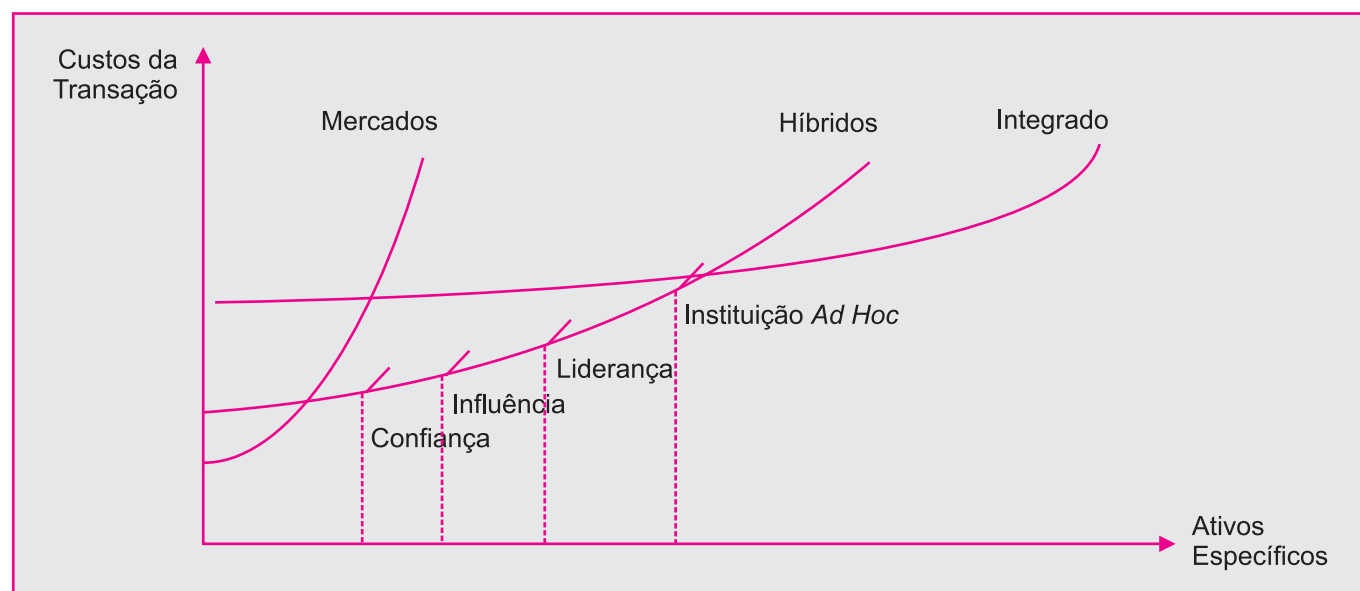 Custos da
Transação
Mercados
Híbridos
Integrado
Instituição Ad Hoc
Liderança
Influência
Confiança
Ativos
Específicos